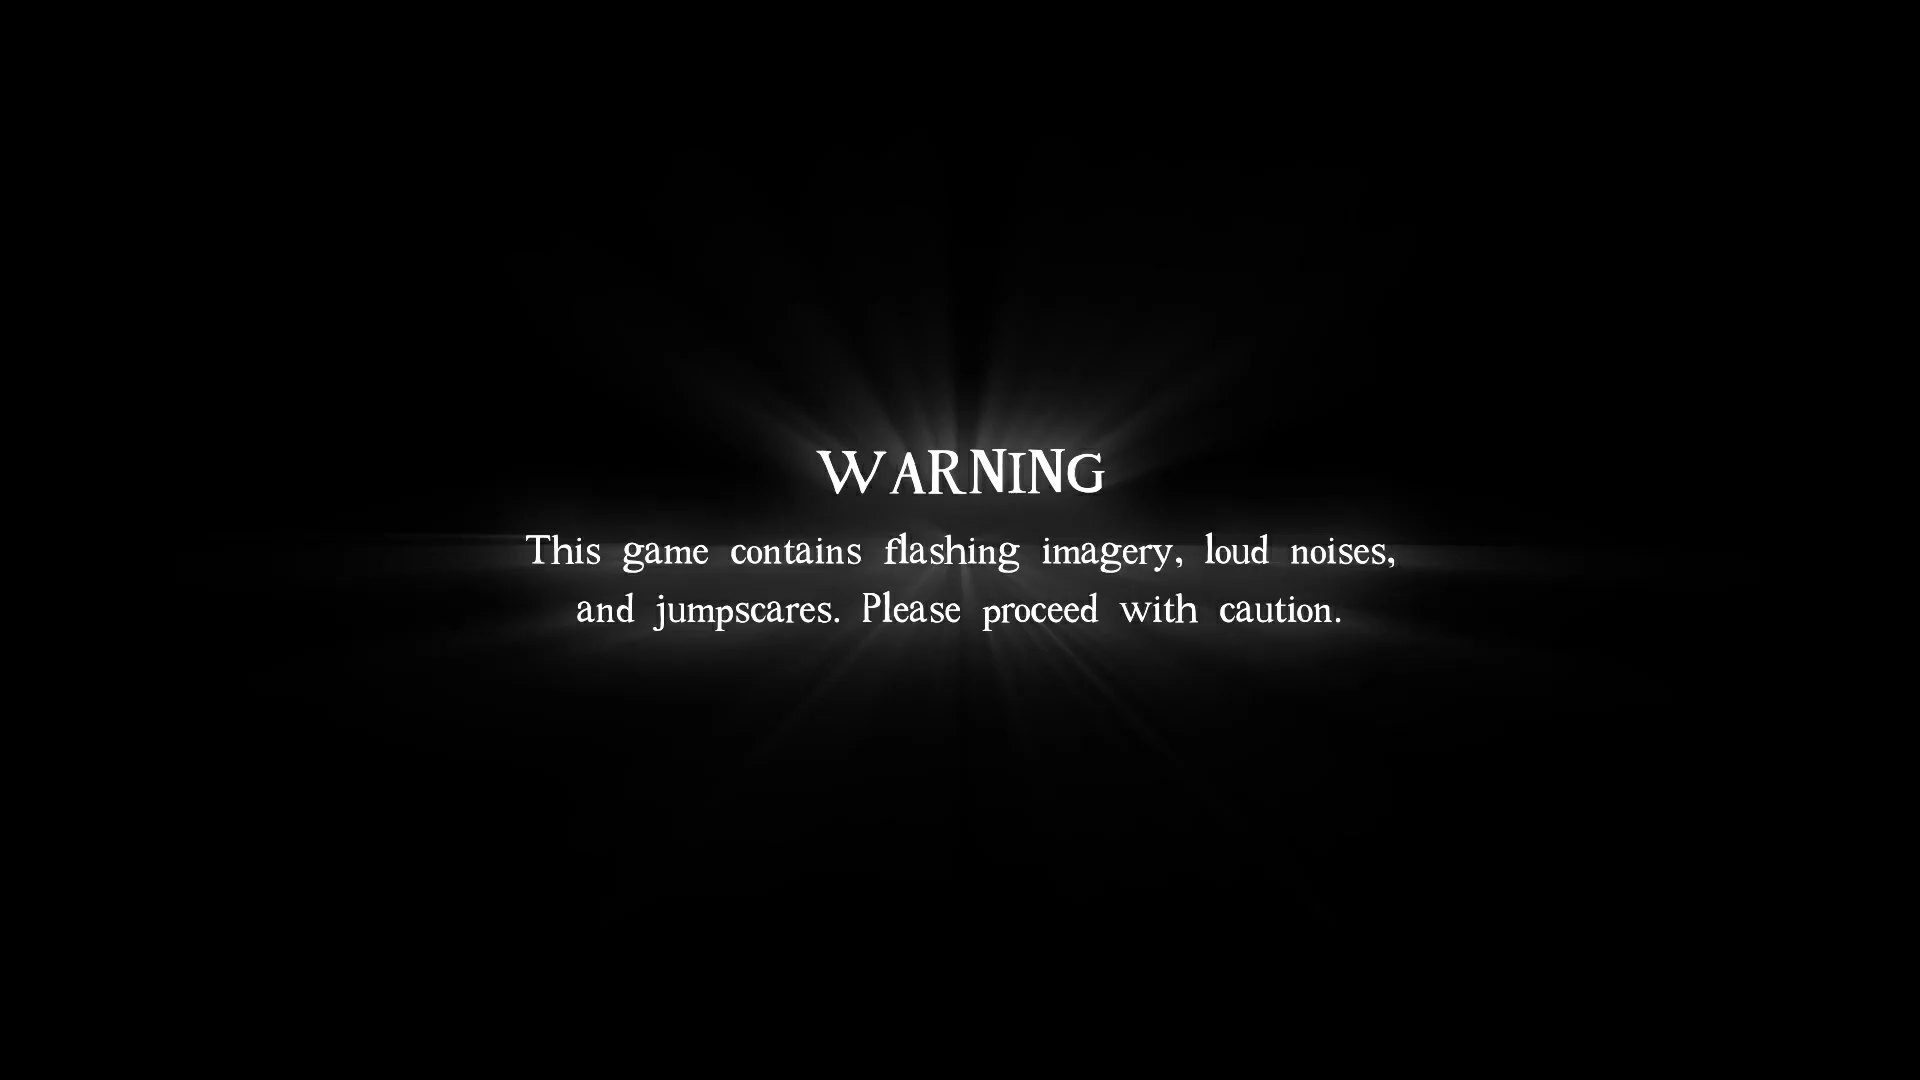 WARNING
This game contains flashing imagery, loud noises,
and jumpscares. Please proceed with caution.